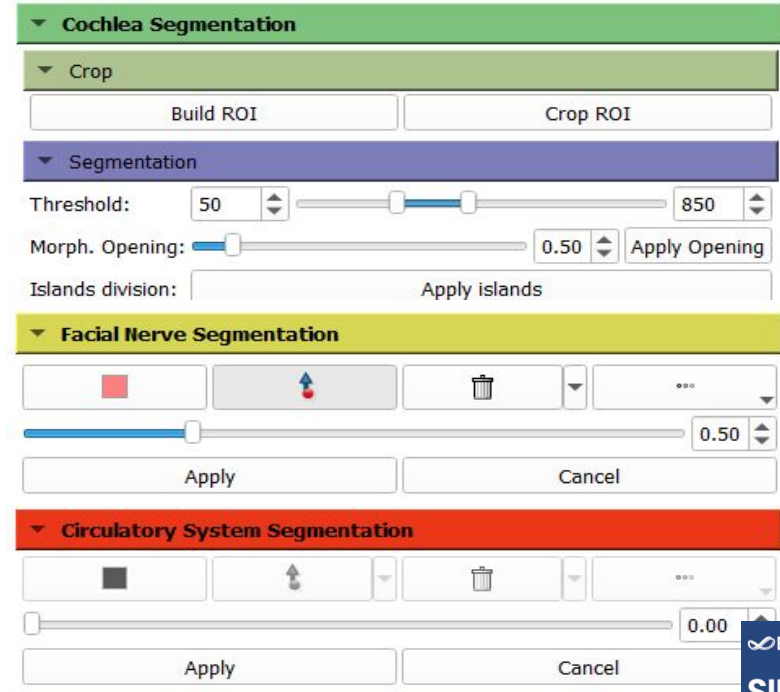 Cochlea Segmentation
Crop
Build ROI Crop ROI
Segmentation
Threshold: 50 850
Morph. Opening: 0.50 Apply Opening
Islands division: Apply islands
Facial Nerve Segmentation
0.50
Apply Cancel
Circulatory System Segmentation
0.00
Apply Cancel